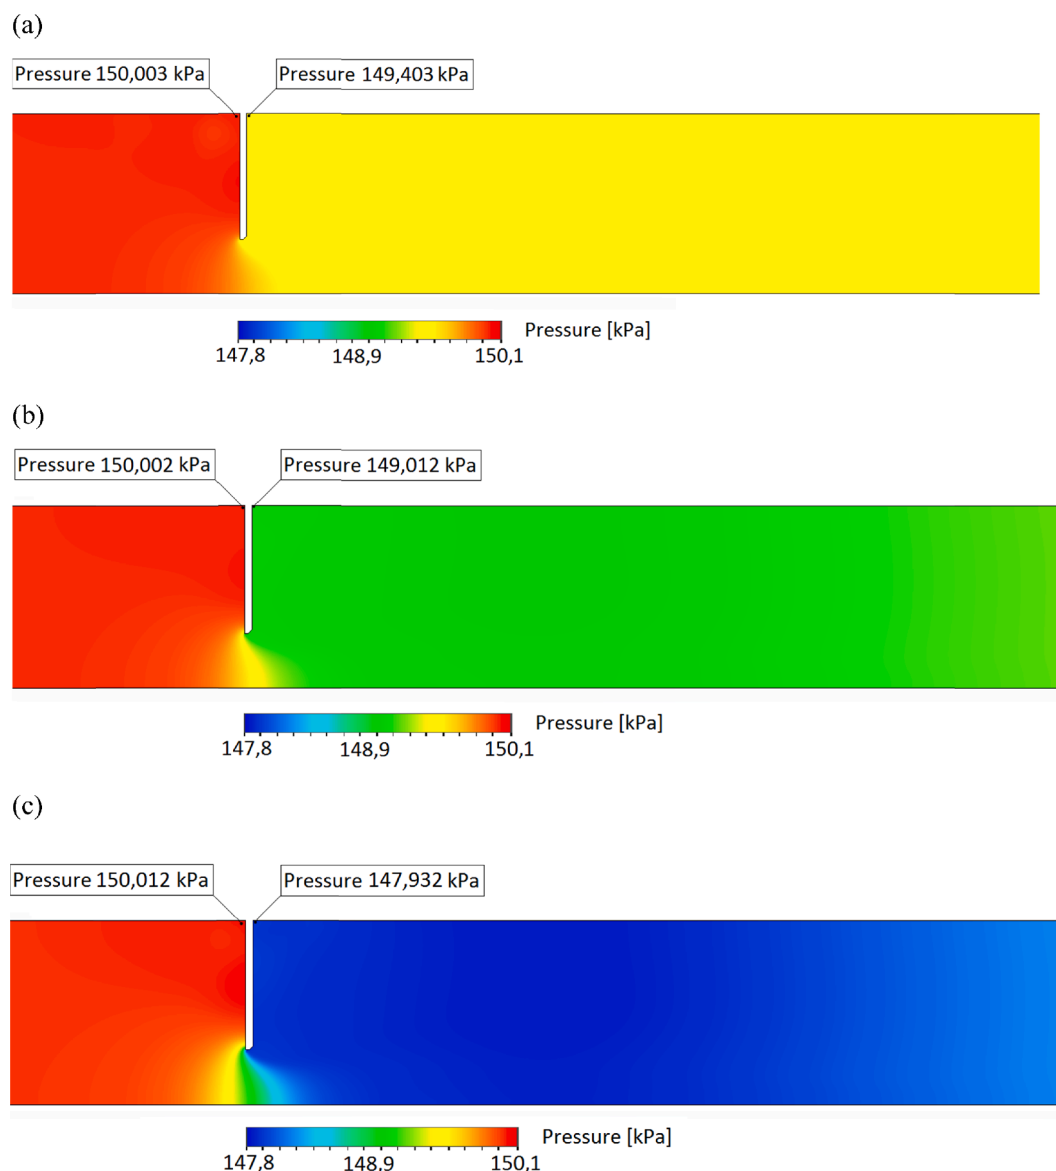 (a)
Pressure 150,003 kPa
Pressure 149,403 kPa
Pressure [kPa]
147,8
148,9
150,1
(b)
Pressure 150,002 kPa
Pressure 149,012 kPa
Pressure [kPa]
147,8
148,9
150,1
(c)
Pressure 150,012 kPa
Pressure 147,932 kPa
Pressure [kPa]
147,8
148,9
150,1